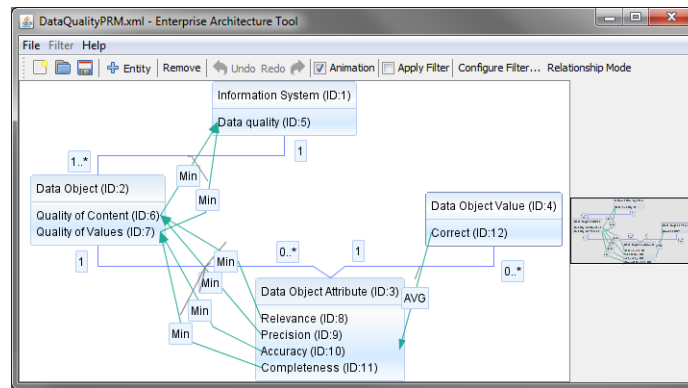 DataQualityPRM.xml - Enterprise Architecture Tool
File Filter Help
Entity Remove Undo Redo Animation Apply Filter Configure Filter... Relationship Mode
Information System (ID:1)
Data quality (ID:5)
1
1..*
Min
Min
Data Object (ID:2)
Quality of Content (ID:6)
Quality of Values (ID:7)
Data Object Value (ID:4)
Correct (ID:12)
1
Min
0..*
1
0..*
Data Object Attribute (ID:3)
Relevance (ID:8)
Precision (ID:9)
Accuracy (ID:10)
Completeness (ID:11)
AVG
Min
Min